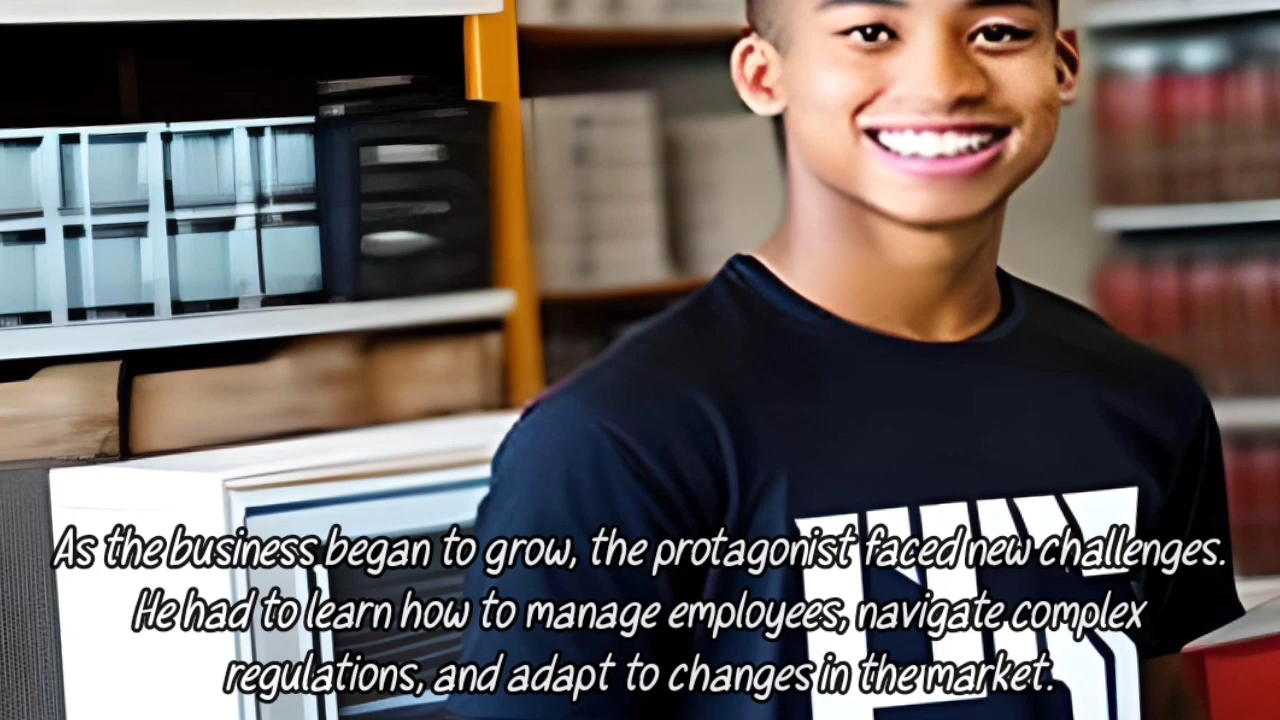 As the business began to grow, the protagonist faced new challenges.
He had to learn how to manage employees, navigate complex
regulations, and adapt to changes in the market.